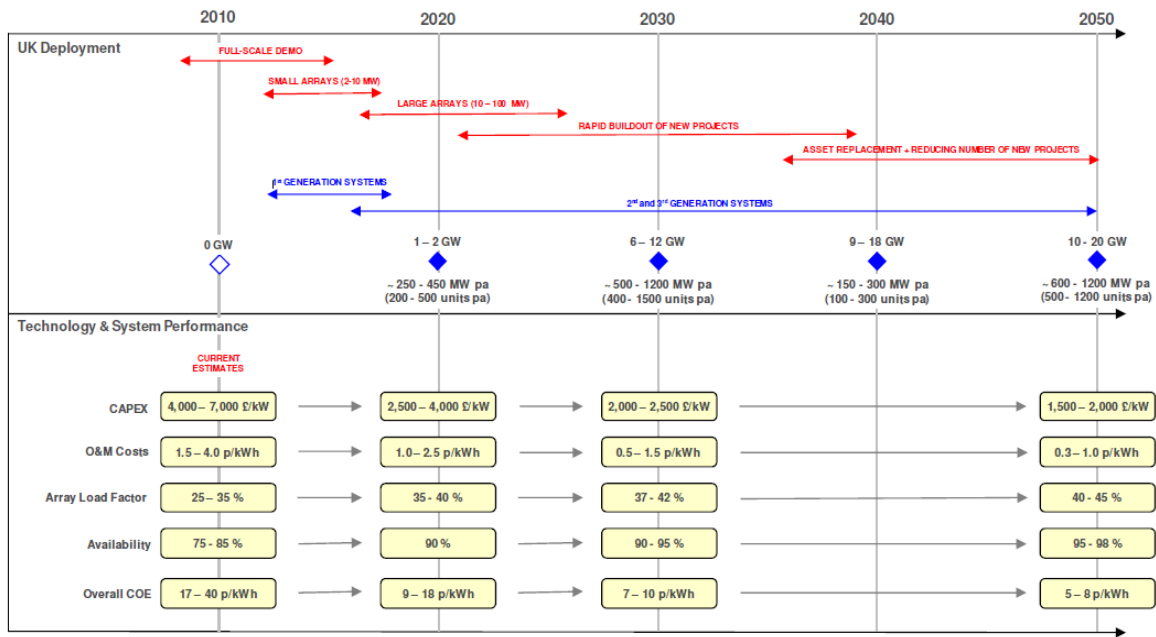 2010 2020 2030 2040 2050
UK Deployment
FULL-SCALE DEMO
SMALL ARRAYS (2-10 MW)
LARGE ARRAYS (10 – 100 MW)
RAPID BUILDOUT OF NEW PROJECTS
ASSET REPLACEMENT + REDUCING NUMBER OF NEW PROJECTS
1st GENERATION SYSTEMS
2nd and 3rd GENERATION SYSTEMS
0 GW 1 – 2 GW 6 – 12 GW 9 – 18 GW 10 - 20 GW
~ 250 - 450 MW pa ~ 500 - 1200 MW pa ~ 150 - 300 MW pa ~ 600 - 1200 MW pa
(200 - 500 units pa) (400 - 1500 units pa) (100 - 300 units pa) (500 - 1200 units pa)
Technology & System Performance
CURRENT
ESTIMATES
CAPEX 4,000 – 7,000 £/kW 2,500 – 4,000 £/kW 2,000 – 2,500 £/kW 1,500 – 2,000 £/kW
O&M Costs 1.5 – 4.0 p/kWh 1.0 – 2.5 p/kWh 0.5 – 1.5 p/kWh 0.3 – 1.0 p/kWh
Array Load Factor 25 – 35 % 35 - 40 % 37 - 42 % 40 - 45 %
Availability 75 - 85 % 90 % 90 - 95 % 95 - 98 %
Overall COE 17 – 40 p/kWh 9 – 18 p/kWh 7 – 10 p/kWh 5 – 8 p/kWh